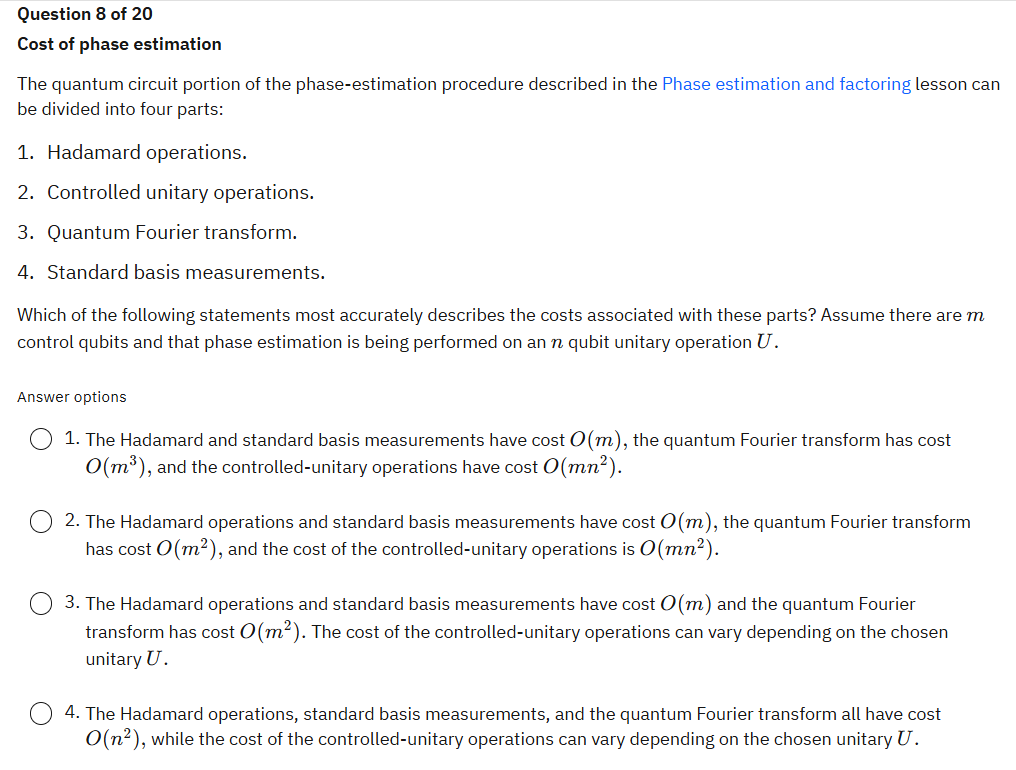 Question 8 of 20
Cost of phase estimation
The quantum circuit portion of the phase-estimation procedure described in the Phase estimation and factoring lesson can
be divided into four parts:
1. Hadamard operations.
2. Controlled unitary operations.
3. Quantum Fourier transform.
4. Standard basis measurements.
Which of the following statements most accurately describes the costs associated with these parts? Assume there are m
control qubits and that phase estimation is being performed on an n qubit unitary operation U.
Answer options
1. The Hadamard and standard basis measurements have cost O(m), the quantum Fourier transform has cost
O(m³), and the controlled-unitary operations have cost O(mn²).
2. The Hadamard operations and standard basis measurements have cost O(m), the quantum Fourier transform
has cost O(m²), and the cost of the controlled-unitary operations is O(mn²).
3. The Hadamard operations and standard basis measurements have cost O(m) and the quantum Fourier
transform has cost O(m²). The cost of the controlled-unitary operations can vary depending on the chosen
unitary U.
4. The Hadamard operations, standard basis measurements, and the quantum Fourier transform all have cost
O(n²), while the cost of the controlled-unitary operations can vary depending on the chosen unitary U.